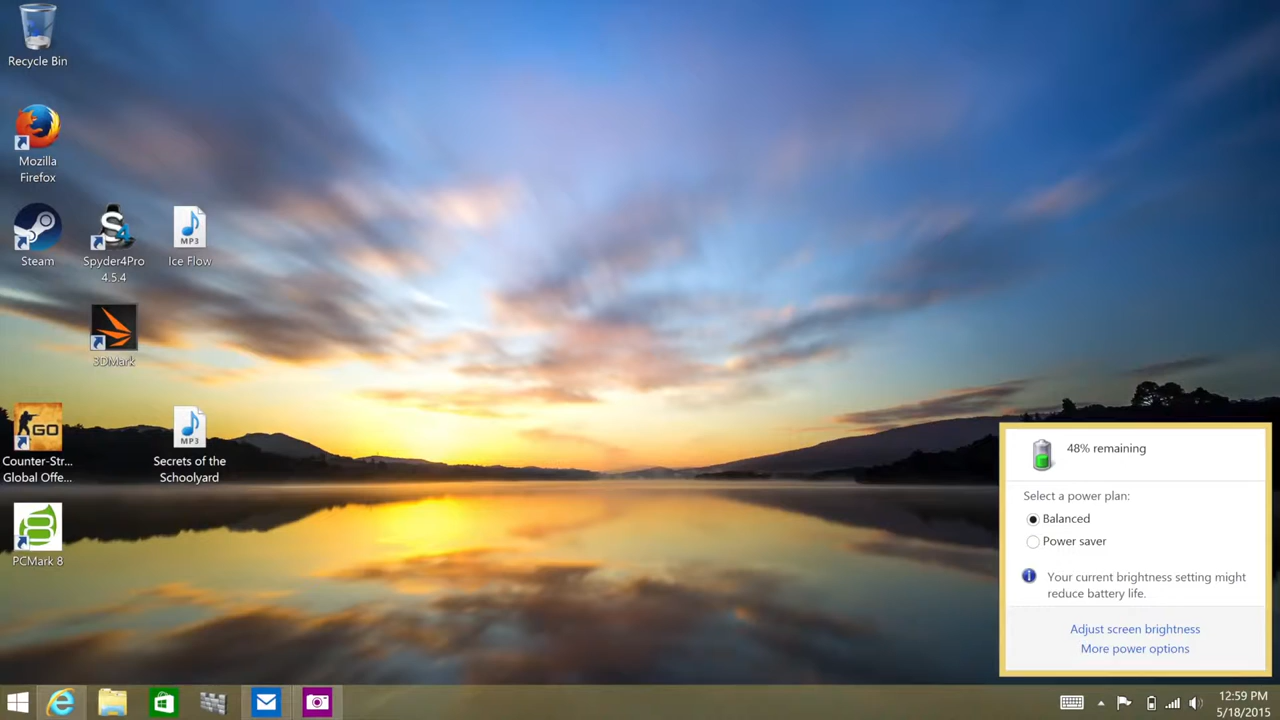 Recycle Bin
Mozilla
Firefox
Steam
Spyder4Pro
4.5.4
MP3
Ice Flow
3DMark
GO
Counter-Str...
Global Offe...
MP3
Secrets of the
Schoolyard
PCMark 8
48% remaining
Select a power plan:
Balanced
Power saver
Your current brightness setting might
reduce battery life.
Adjust screen brightness
More power options
12:59 PM
5/18/2015